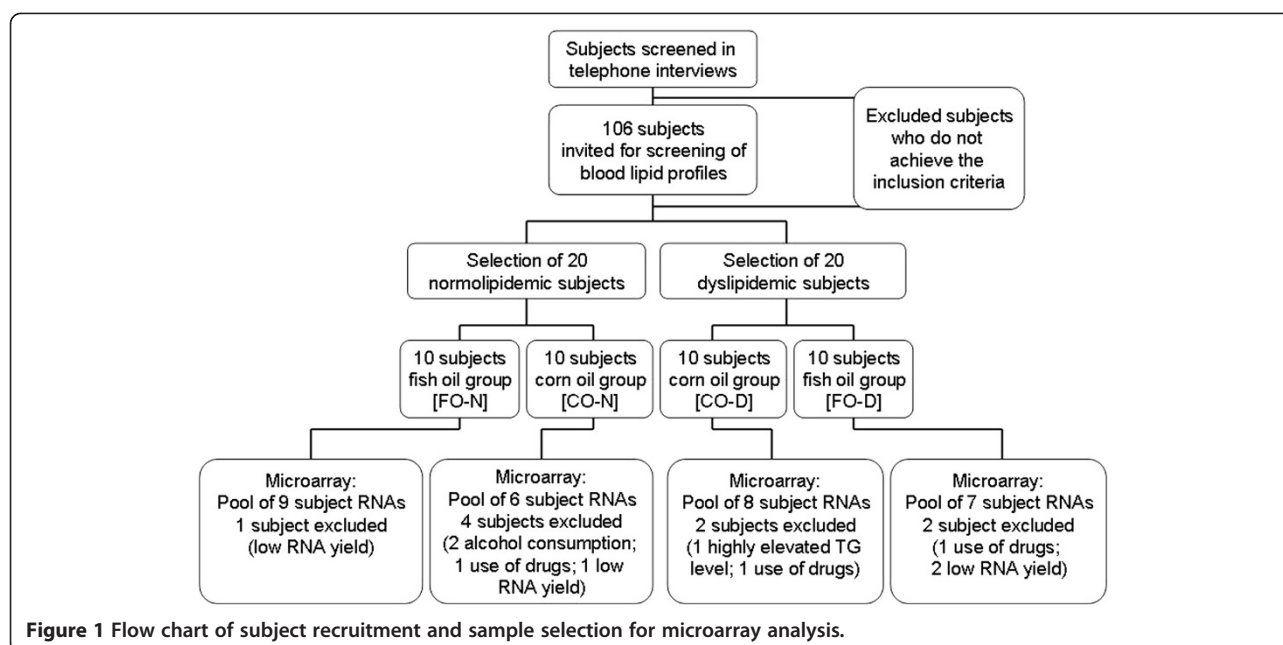 Subjects screened in
telephone interviews
106 subjects
invited for screening of
blood lipid profiles
Excluded subjects
who do not
achieve the
inclusion criteria
Selection of 20
normolipidemic subjects
Selection of 20
dyslipidemic subjects
10 subjects
fish oil group
[FO-N]
10 subjects
corn oil group
[CO-N]
10 subjects
corn oil group
[CO-D]
10 subjects
fish oil group
[FO-D]
Microarray:
Pool of 9 subject RNAs
1 subject excluded
(low RNA yield)
Microarray:
Pool of 6 subject RNAs
4 subjects excluded
(2 alcohol consumption;
1 use of drugs; 1 low
RNA yield)
Microarray:
Pool of 8 subject RNAs
2 subjects excluded
(1 highly elevated TG
level; 1 use of drugs)
Microarray:
Pool of 7 subject RNAs
2 subject excluded
(1 use of drugs;
2 low RNA yield)
Figure 1 Flow chart of subject recruitment and sample selection for microarray analysis.